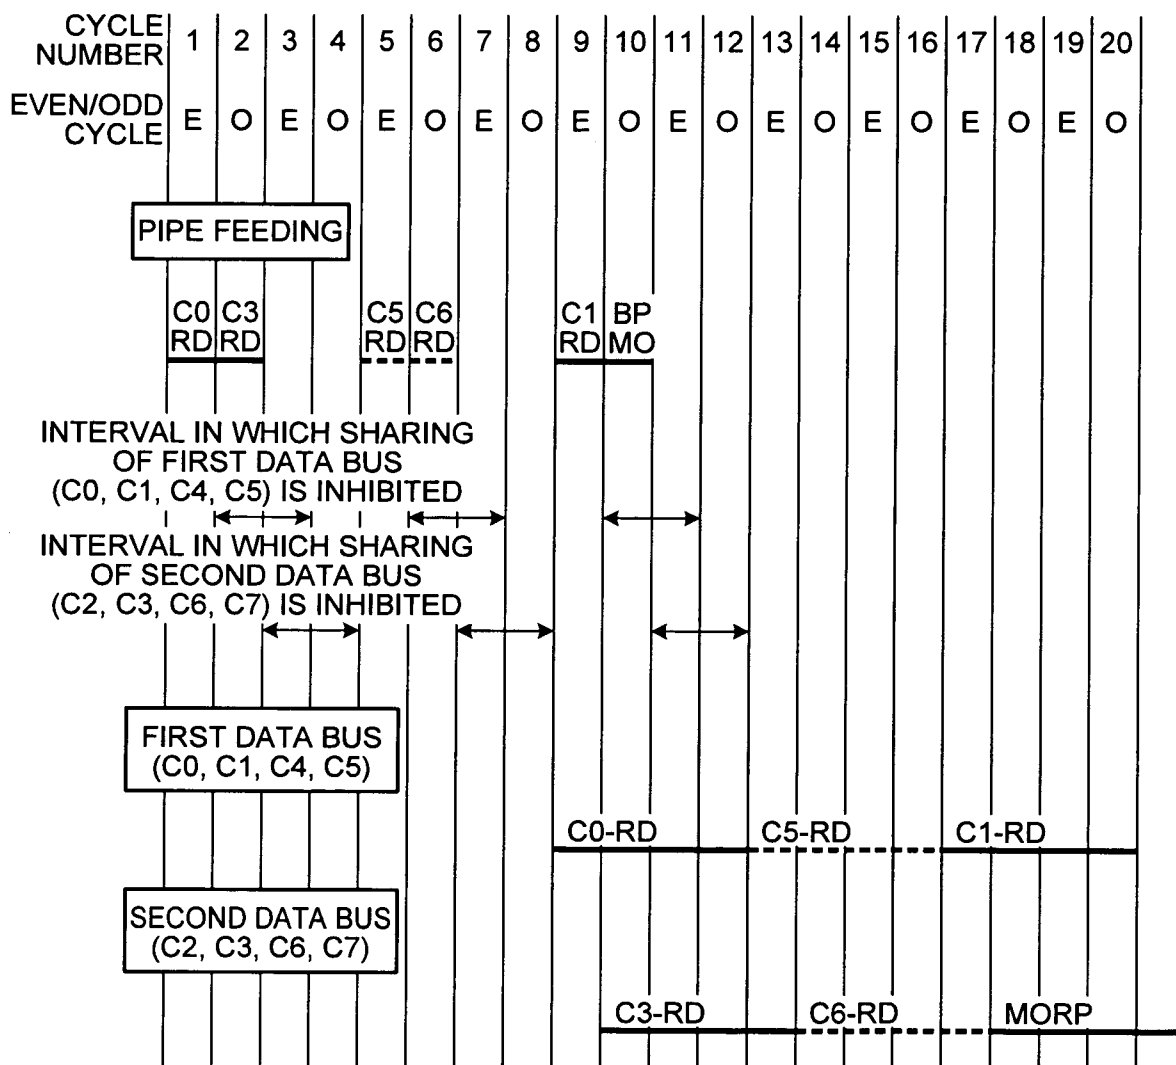 CYCLE NUMBER 1 2 3 4 5 6 7 8 9 10 11 12 13 14 15 16 17 18 19 20
EVEN/ODD CYCLE E O E O E O E O E O E O E O E O E O E O
PIPE FEEDING
C0 C3 C5 C6 C1 BP
RD RD RD RD RD MO
INTERVAL IN WHICH SHARING
OF FIRST DATA BUS
(C0, C1, C4, C5) IS INHIBITED
INTERVAL IN WHICH SHARING
OF SECOND DATA BUS
(C2, C3, C6, C7) IS INHIBITED
FIRST DATA BUS
(C0, C1, C4, C5)
C0-RD C5-RD C1-RD
SECOND DATA BUS
(C2, C3, C6, C7)
C3-RD C6-RD MORP